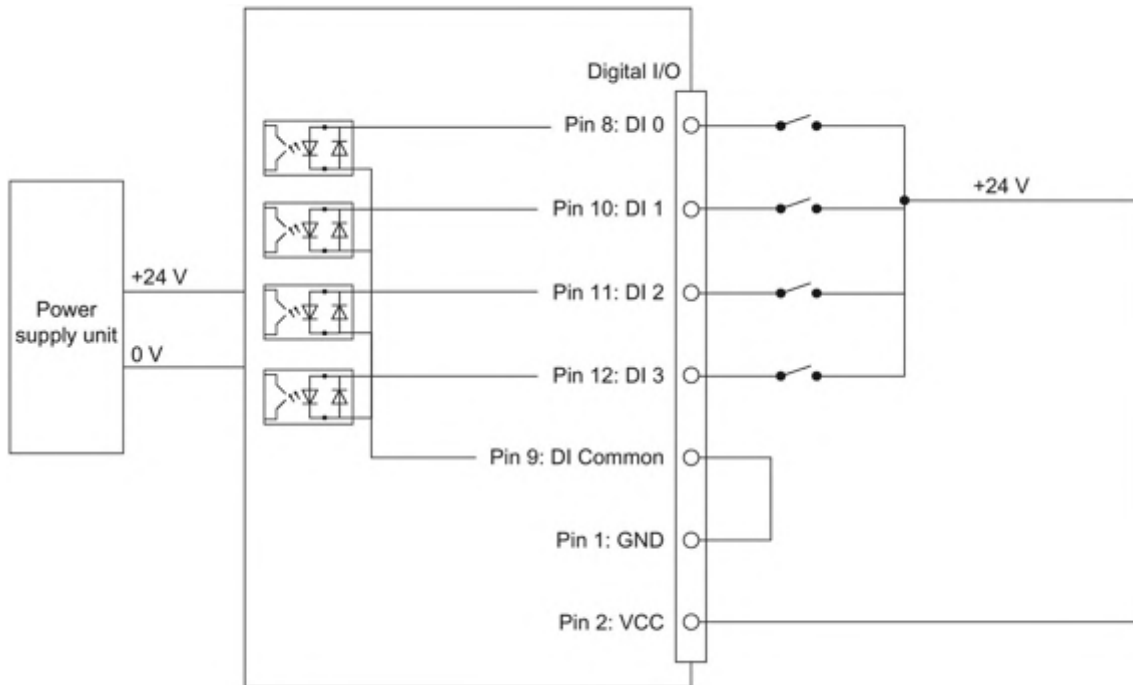 Digital I/O
Pin 8: DI 0
Pin 10: DI 1
+24 V
Pin 11: DI 2
+24 V
Power
supply unit
0 V
Pin 12: DI 3
Pin 9: DI Common
Pin 1: GND
Pin 2: VCC